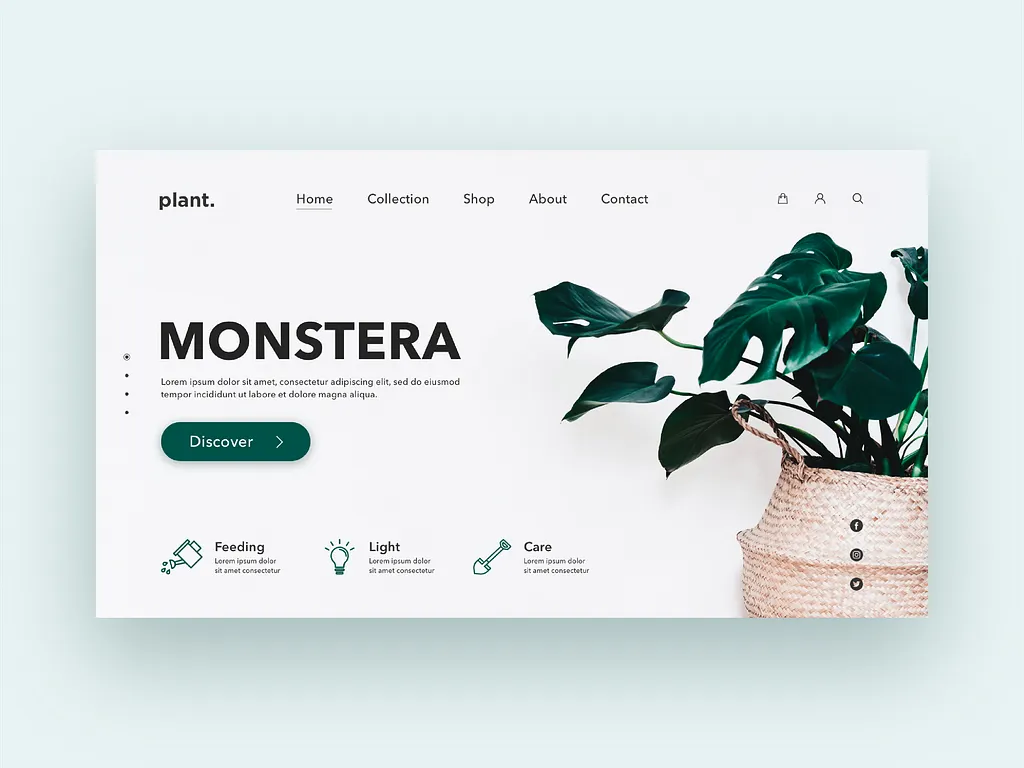 plant.
Home Collection Shop About Contact
MONSTERA
Lorem ipsum dolor sit amet, consectetur adipiscing elit, sed do eiusmod
tempor incididunt ut labore et dolore magna aliqua.
Discover
Feeding
Lorem ipsum dolor
sit amet consectetur
Light
Lorem ipsum dolor
sit amet consectetur
Care
Lorem ipsum dolor
sit amet consectetur